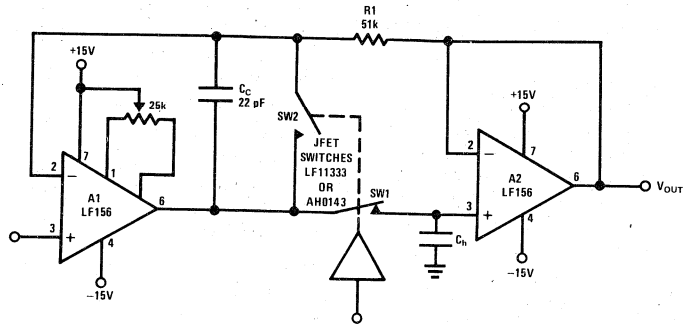 R1
51k
+15V
25k
CC
22 pF
SW2
JFET
SWITCHES
LF11333
OR
AH0143
SW1
+15V
2
7
1
A1
LF156
6
3
4
−15V
2
7
A2
LF156
6
VOUT
3
4
Ch
−15V